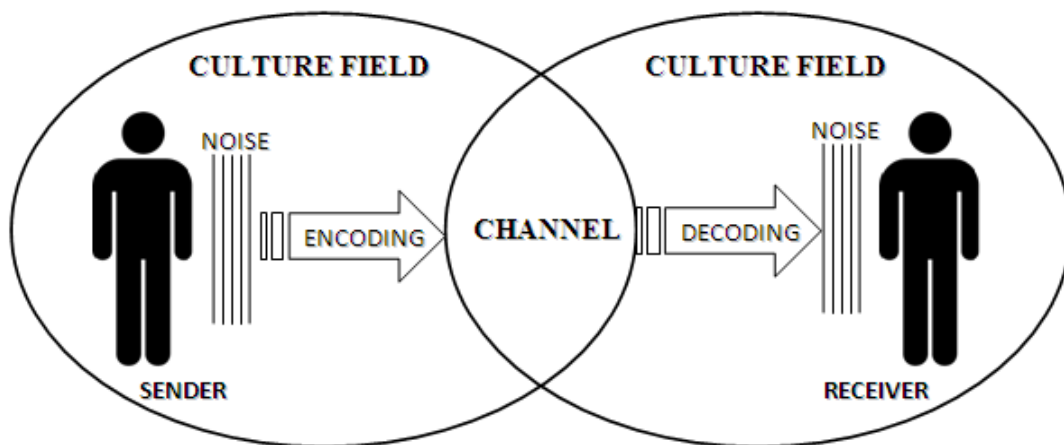 CULTURE FIELD
CULTURE FIELD
NOISE
NOISE
ENCODING
CHANNEL
DECODING
SENDER
RECEIVER